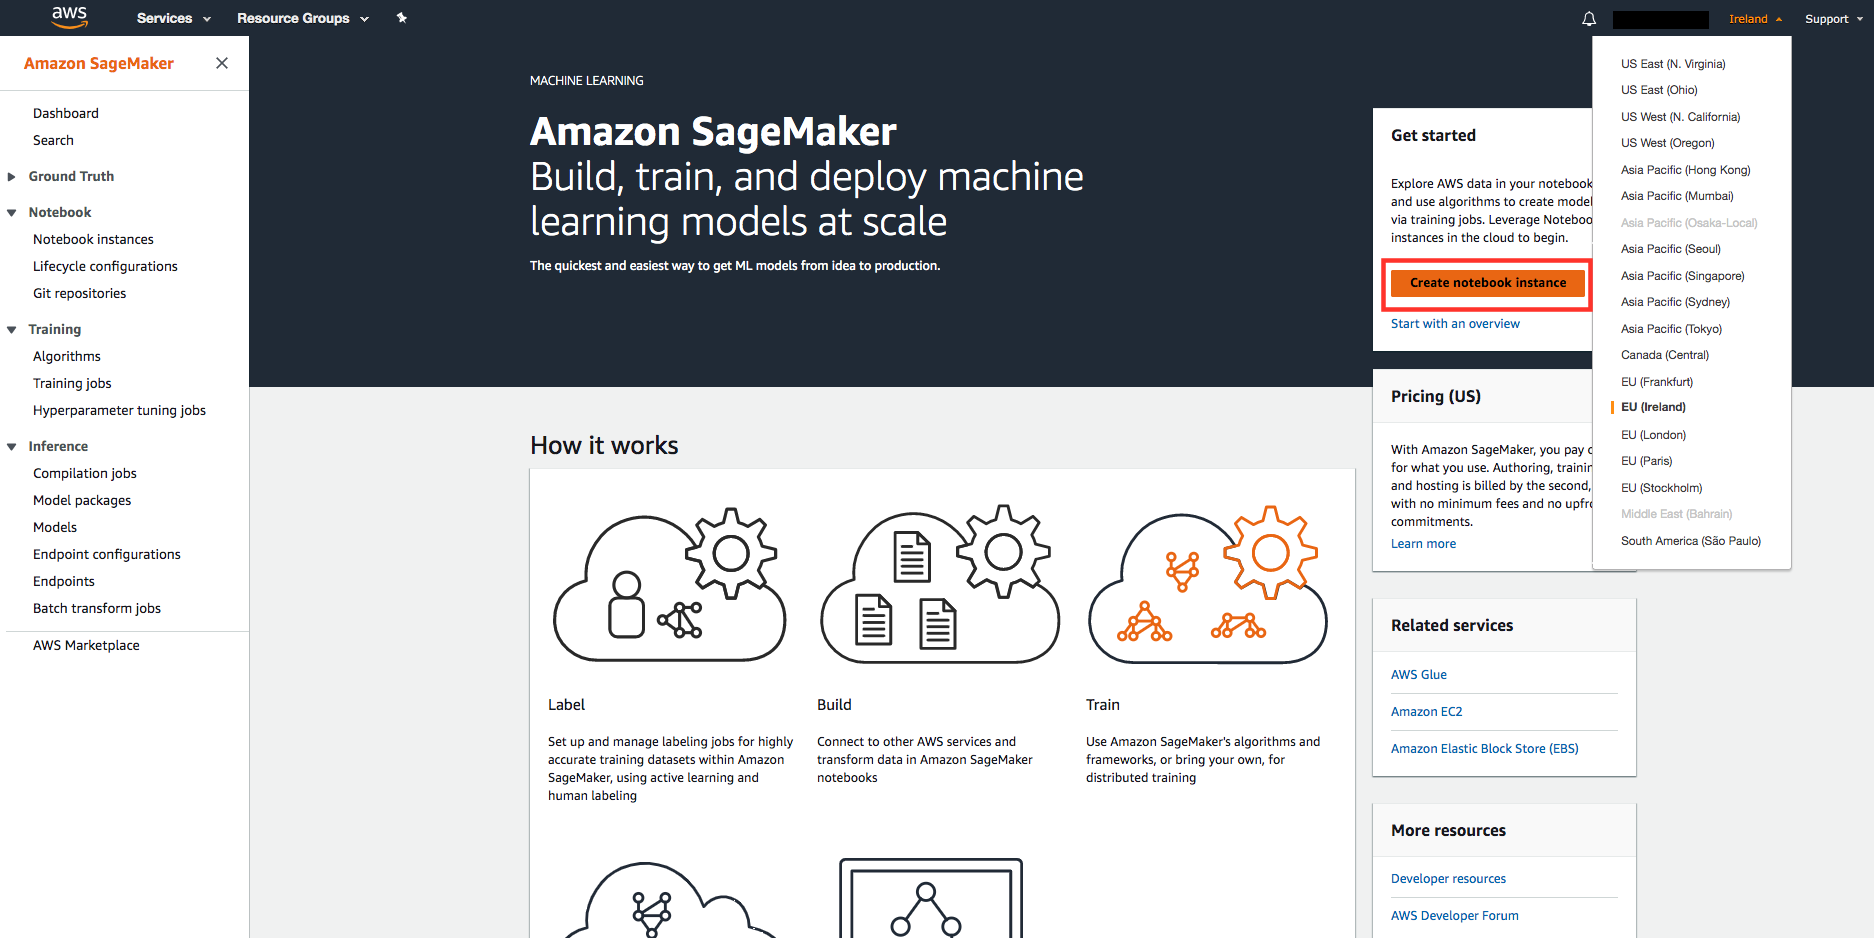 aws
Services
Resource Groups
Ireland
Support
Amazon SageMaker
Dashboard
Search
Ground Truth
Notebook
Notebook instances
Lifecycle configurations
Git repositories
Training
Algorithms
Training jobs
Hyperparameter tuning jobs
Inference
Compilation jobs
Model packages
Models
Endpoint configurations
Endpoints
Batch transform jobs
AWS Marketplace
MACHINE LEARNING
Amazon SageMaker
Build, train, and deploy machine
learning models at scale
The quickest and easiest way to get ML models from idea to production.
Get started
Explore AWS data in your notebook
and use algorithms to create model
via training jobs. Leverage Noteboo
instances in the cloud to begin.
Create notebook instance
Start with an overview
US East (N. Virginia)
US East (Ohio)
US West (N. California)
US West (Oregon)
Asia Pacific (Hong Kong)
Asia Pacific (Mumbai)
Asia Pacific (Osaka-Local)
Asia Pacific (Seoul)
Asia Pacific (Singapore)
Asia Pacific (Sydney)
Asia Pacific (Tokyo)
Canada (Central)
EU (Frankfurt)
EU (Ireland)
EU (London)
EU (Paris)
EU (Stockholm)
Middle East (Bahrain)
South America (São Paulo)
Pricing (US)
With Amazon SageMaker, you pay
for what you use. Authoring, trainin
and hosting is billed by the second,
with no minimum fees and no upfr
commitments.
Learn more
How it works
Label
Set up and manage labeling jobs for highly
accurate training datasets within Amazon
SageMaker, using active learning and
human labeling
Build
Connect to other AWS services and
transform data in Amazon SageMaker
notebooks
Train
Use Amazon SageMaker's algorithms and
frameworks, or bring your own, for
distributed training
Related services
AWS Glue
Amazon EC2
Amazon Elastic Block Store (EBS)
More resources
Developer resources
AWS Developer Forum